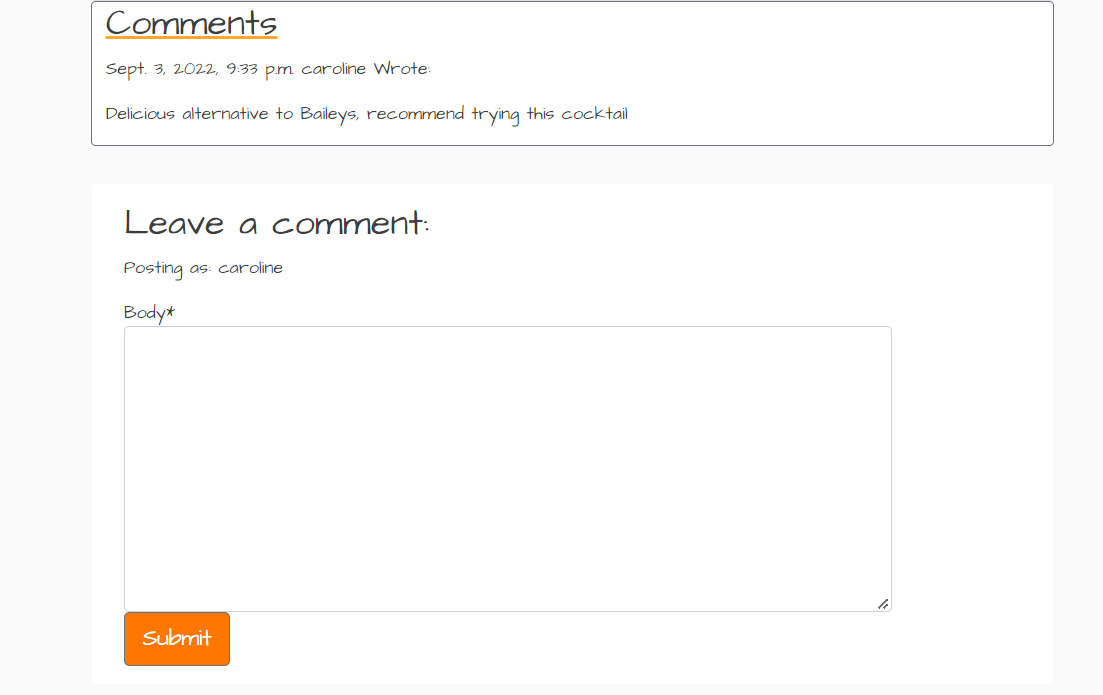 Comments
Sept. 3, 2022, 9:33 p.m. caroline Wrote:
Delicious alternative to Baileys, recommend trying this cocktail
Leave a comment:
Posting as: caroline
Body*
Submit